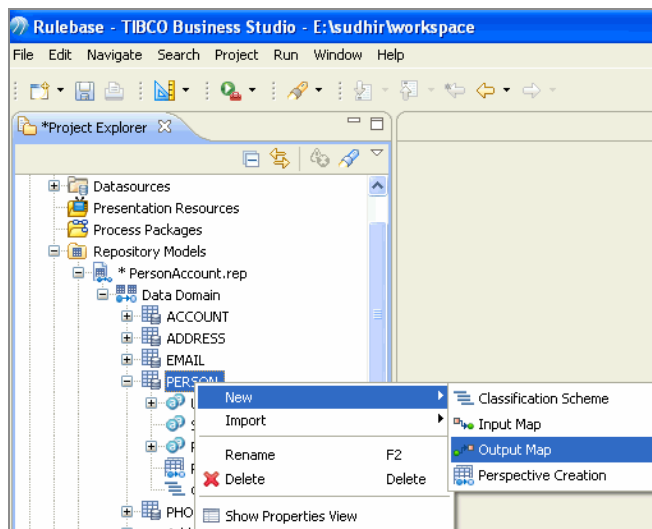 Rulebase - TIBCO Business Studio - E:\sudhir\workspace
File Edit Navigate Search Project Run Window Help
*Project Explorer
Datasources
Presentation Resources
Process Packages
Repository Models
* PersonAccount.rep
Data Domain
ACCOUNT
ADDRESS
EMAIL
PERSON
New
Import
Rename F2
Delete Delete
Show Properties View
Classification Scheme
Input Map
Output Map
Perspective Creation
PHO